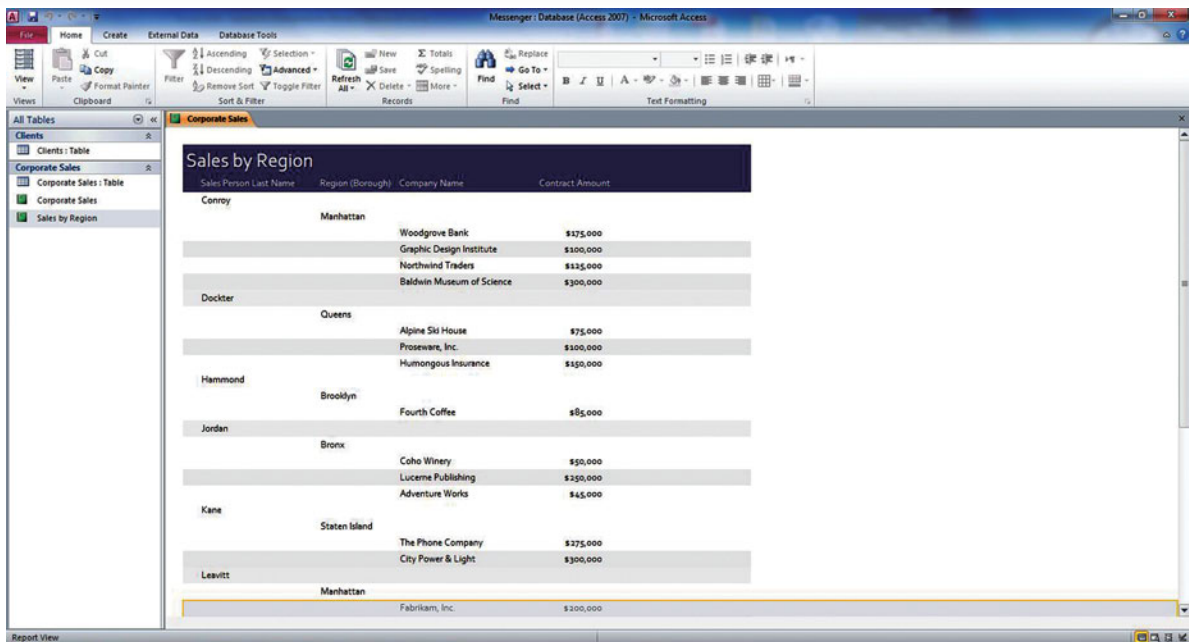 Messenger : Database (Access 2007) - Microsoft Access
File Home Create External Data Database Tools
View
Views
Paste
Cut
Copy
Format Painter
Clipboard
Filter
Ascending
Descending
Remove Sort
Selection
Advanced
Toggle Filter
Sort & Filter
Refresh All
New
Save
Delete
Totals
Spelling
More
Records
Find
Replace
Go To
Select
Find
B I U A
Text Formatting
All Tables
Clients
Clients : Table
Corporate Sales
Corporate Sales : Table
Corporate Sales
Sales by Region
Corporate Sales
Sales by Region
Sales Person Last Name Region (Borough) Company Name Contract Amount
Conroy
Manhattan
Woodgrove Bank $175,000
Graphic Design Institute $100,000
Northwind Traders $125,000
Baldwin Museum of Science $300,000
Dockter
Queens
Alpine Ski House $75,000
Proseware, Inc. $100,000
Humongous Insurance $150,000
Hammond
Brooklyn
Fourth Coffee $85,000
Jordan
Bronx
Coho Winery $50,000
Lucerne Publishing $250,000
Adventure Works $45,000
Kane
Staten Island
The Phone Company $275,000
City Power & Light $300,000
Leavitt
Manhattan
Fabrikam, Inc. $200,000
Report View